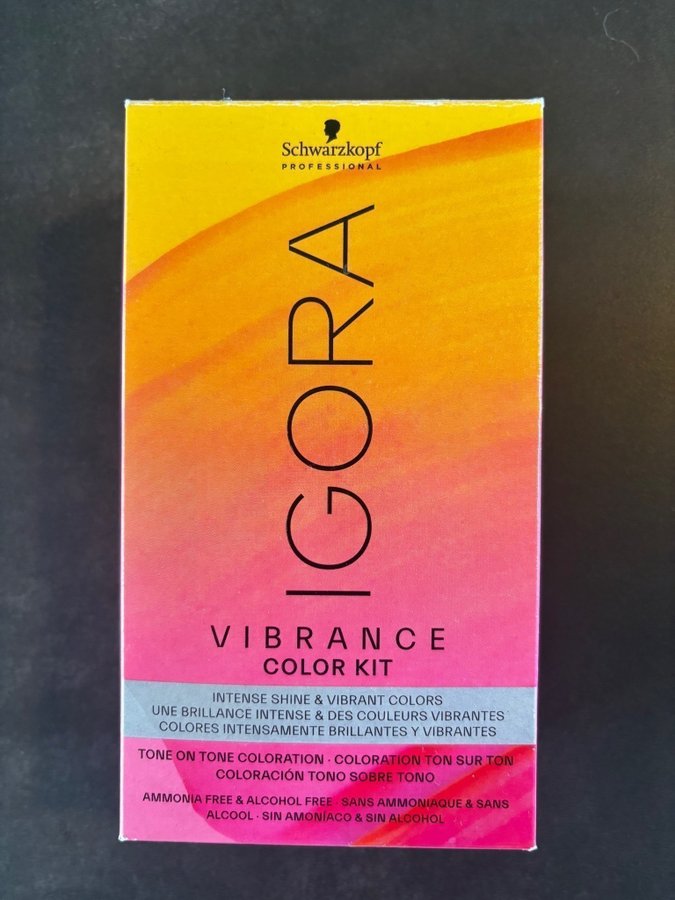 Schwarzkopf
PROFESSIONAL
IGORA
VIBRANCE
COLOR KIT
INTENSE SHINE & VIBRANT COLORS
UNE BRILLANCE INTENSE & DES COULEURS VIBRANTES
COLORES INTENSAMENTE BRILLANTES Y VIBRANTES
TONE ON TONE COLORATION · COLORATION TON SUR TON
COLORACIÓN TONO SOBRE TONO
AMMONIA FREE & ALCOHOL FREE · SANS AMMONIAQUE & SANS
ALCOOL · SIN AMONÍACO & SIN ALCOHOL